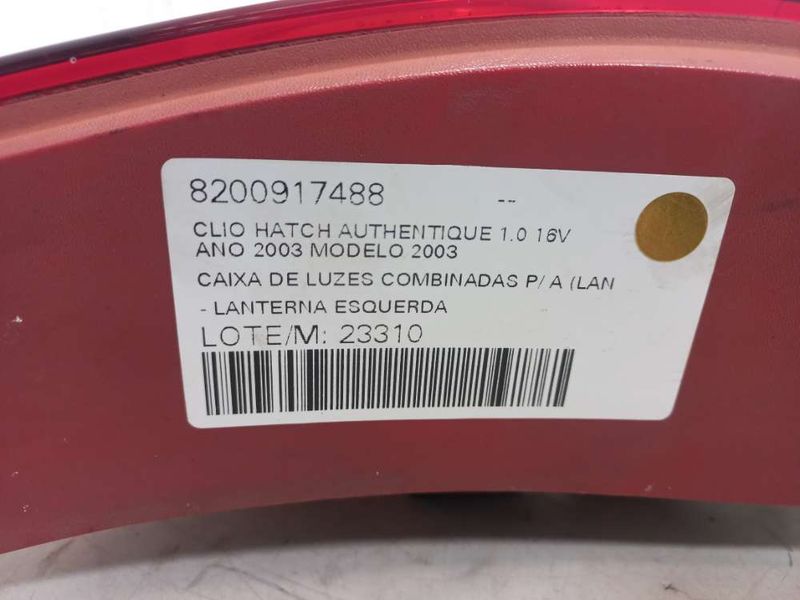 8200917488 --
CLIO HATCH AUTHENTIQUE 1.0 16V
ANO 2003 MODELO 2003
CAIXA DE LUZES COMBINADAS P/ A (LAN
- LANTERNA ESQUERDA
LOTE/M: 23310